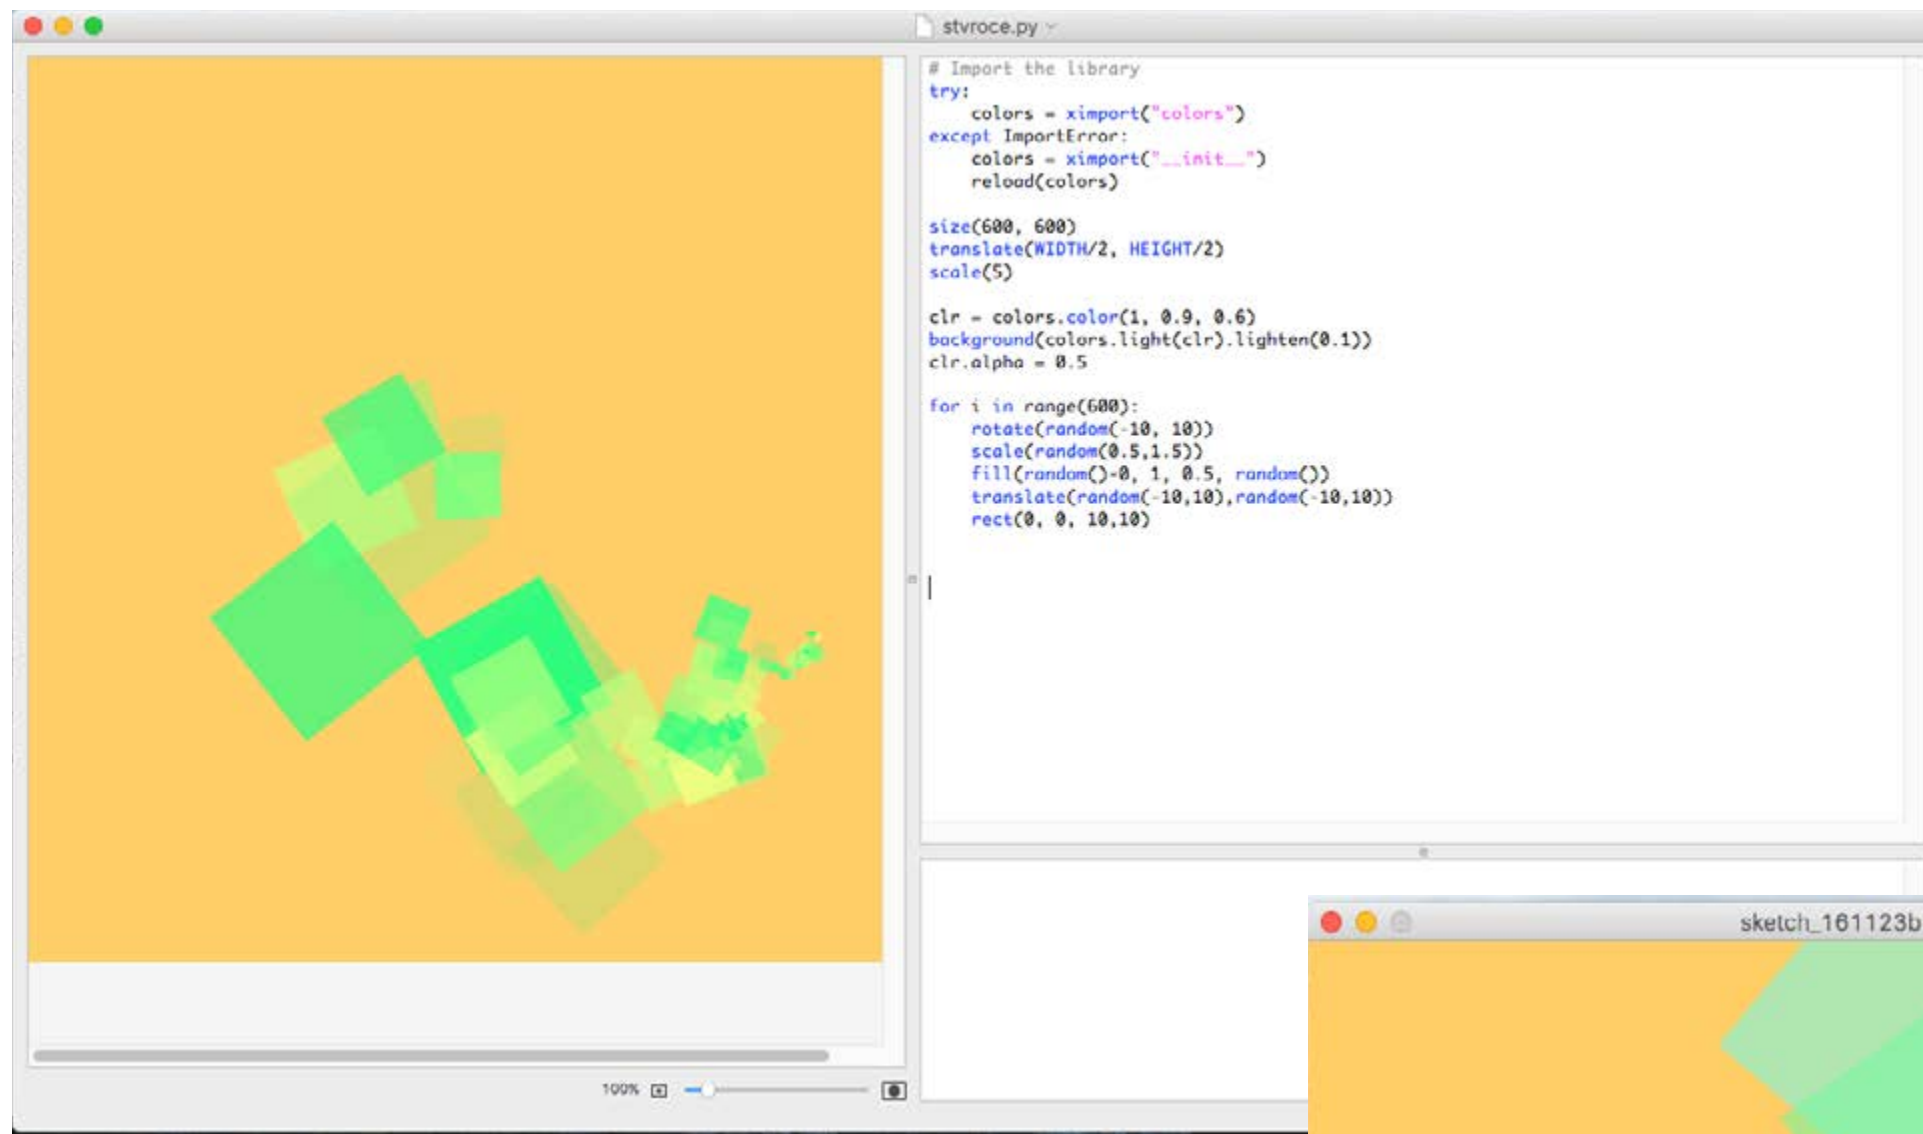 stvroce.py
# Import the library
try:
    colors = ximport("colors")
except ImportError:
    colors = ximport("__init__")
    reload(colors)

size(600, 600)
translate(WIDTH/2, HEIGHT/2)
scale(5)

clr = colors.color(1, 0.9, 0.6)
background(colors.light(clr).lighten(0.1))
clr.alpha = 0.5

for i in range(600):
    rotate(random(-10, 10))
    scale(random(0.5,1.5))
    fill(random()-0, 1, 0.5, random())
    translate(random(-10,10),random(-10,10))
    rect(0, 0, 10,10)
100%
sketch_161123b